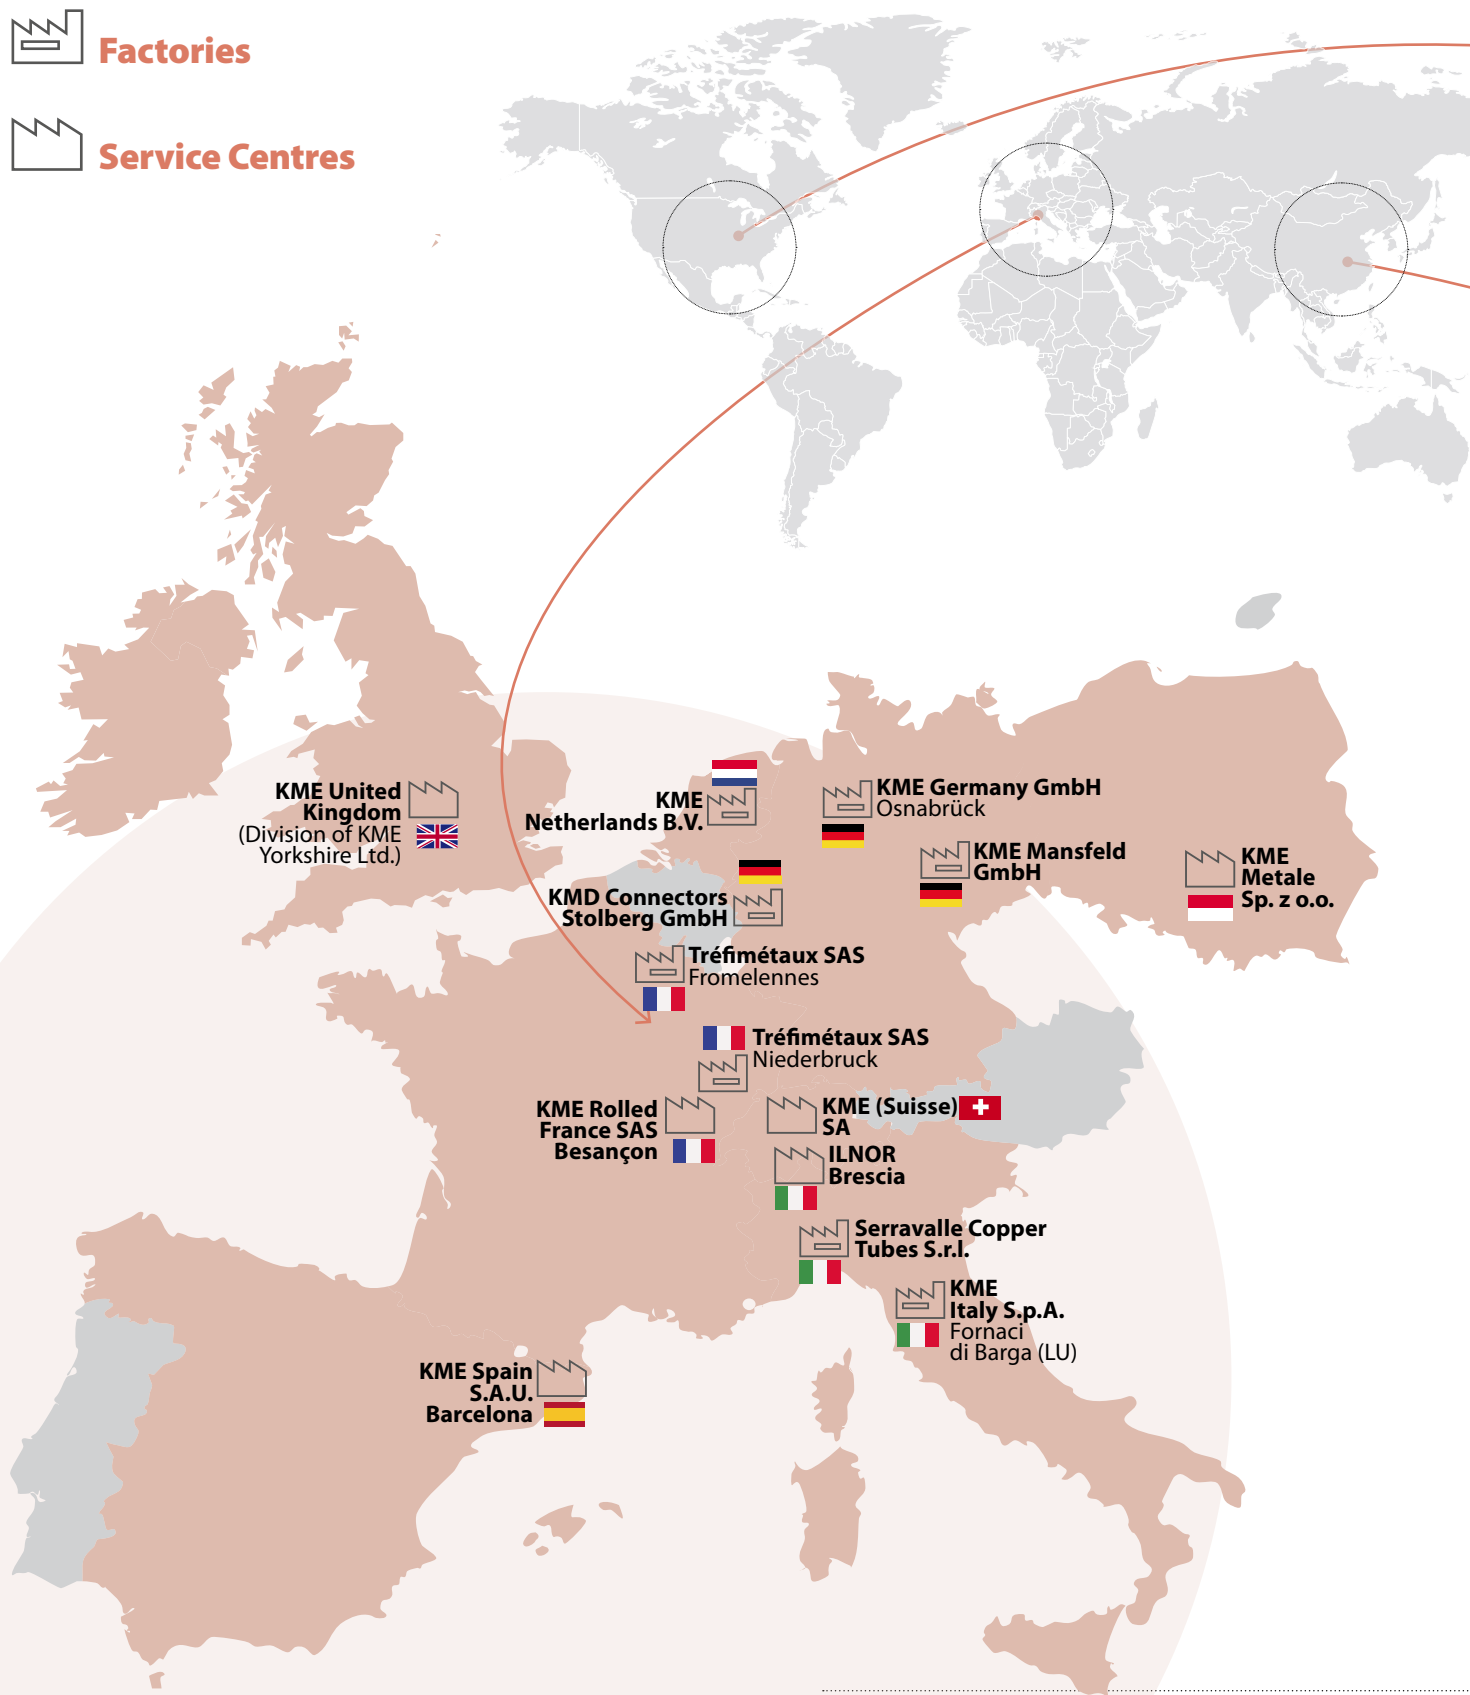 Factories
Service Centres
KME United
Kingdom
(Division of KME
Yorkshire Ltd.)
KME
Netherlands B.V.
KME Germany GmbH
Osnabrück
KME Mansfeld
GmbH
KME
Metale
Sp. z o.o.
KMD Connectors
Stolberg GmbH
Tréfimétaux SAS
Fromelennes
Tréfimétaux SAS
Niederbruck
KME Rolled
France SAS
Besançon
KME (Suisse)
SA
ILNOR
Brescia
Serravalle Copper
Tubes S.r.l.
KME
Italy S.p.A.
Fornaci
di Barga (LU)
KME Spain
S.A.U.
Barcelona